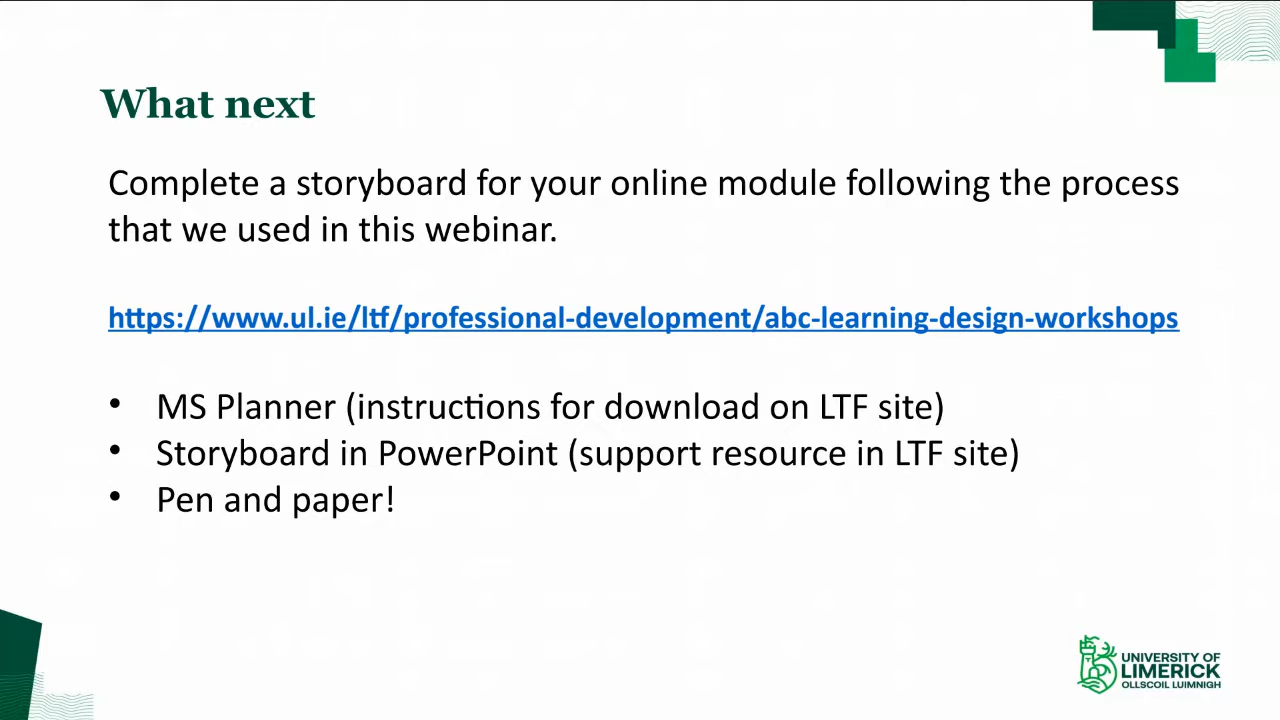 What next
Complete a storyboard for your online module following the process
that we used in this webinar.
https://www.ul.ie/ltf/professional-development/abc-learning-design-workshops
• MS Planner (instructions for download on LTF site)
• Storyboard in PowerPoint (support resource in LTF site)
• Pen and paper!
UNIVERSITY OF
LIMERICK
OLLSCOIL LUIMNIGH